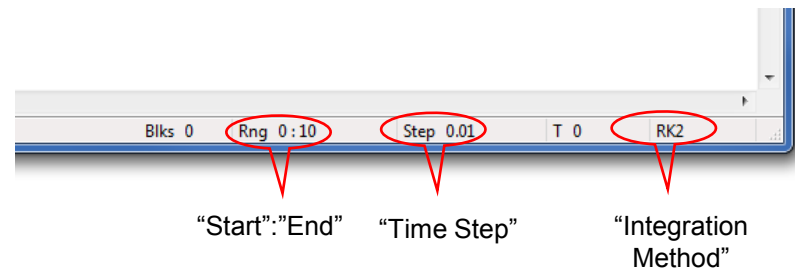 Blks 0 Rng 0:10 Step 0.01 T 0 RK2
“Start”:”End” “Time Step” “Integration
Method”